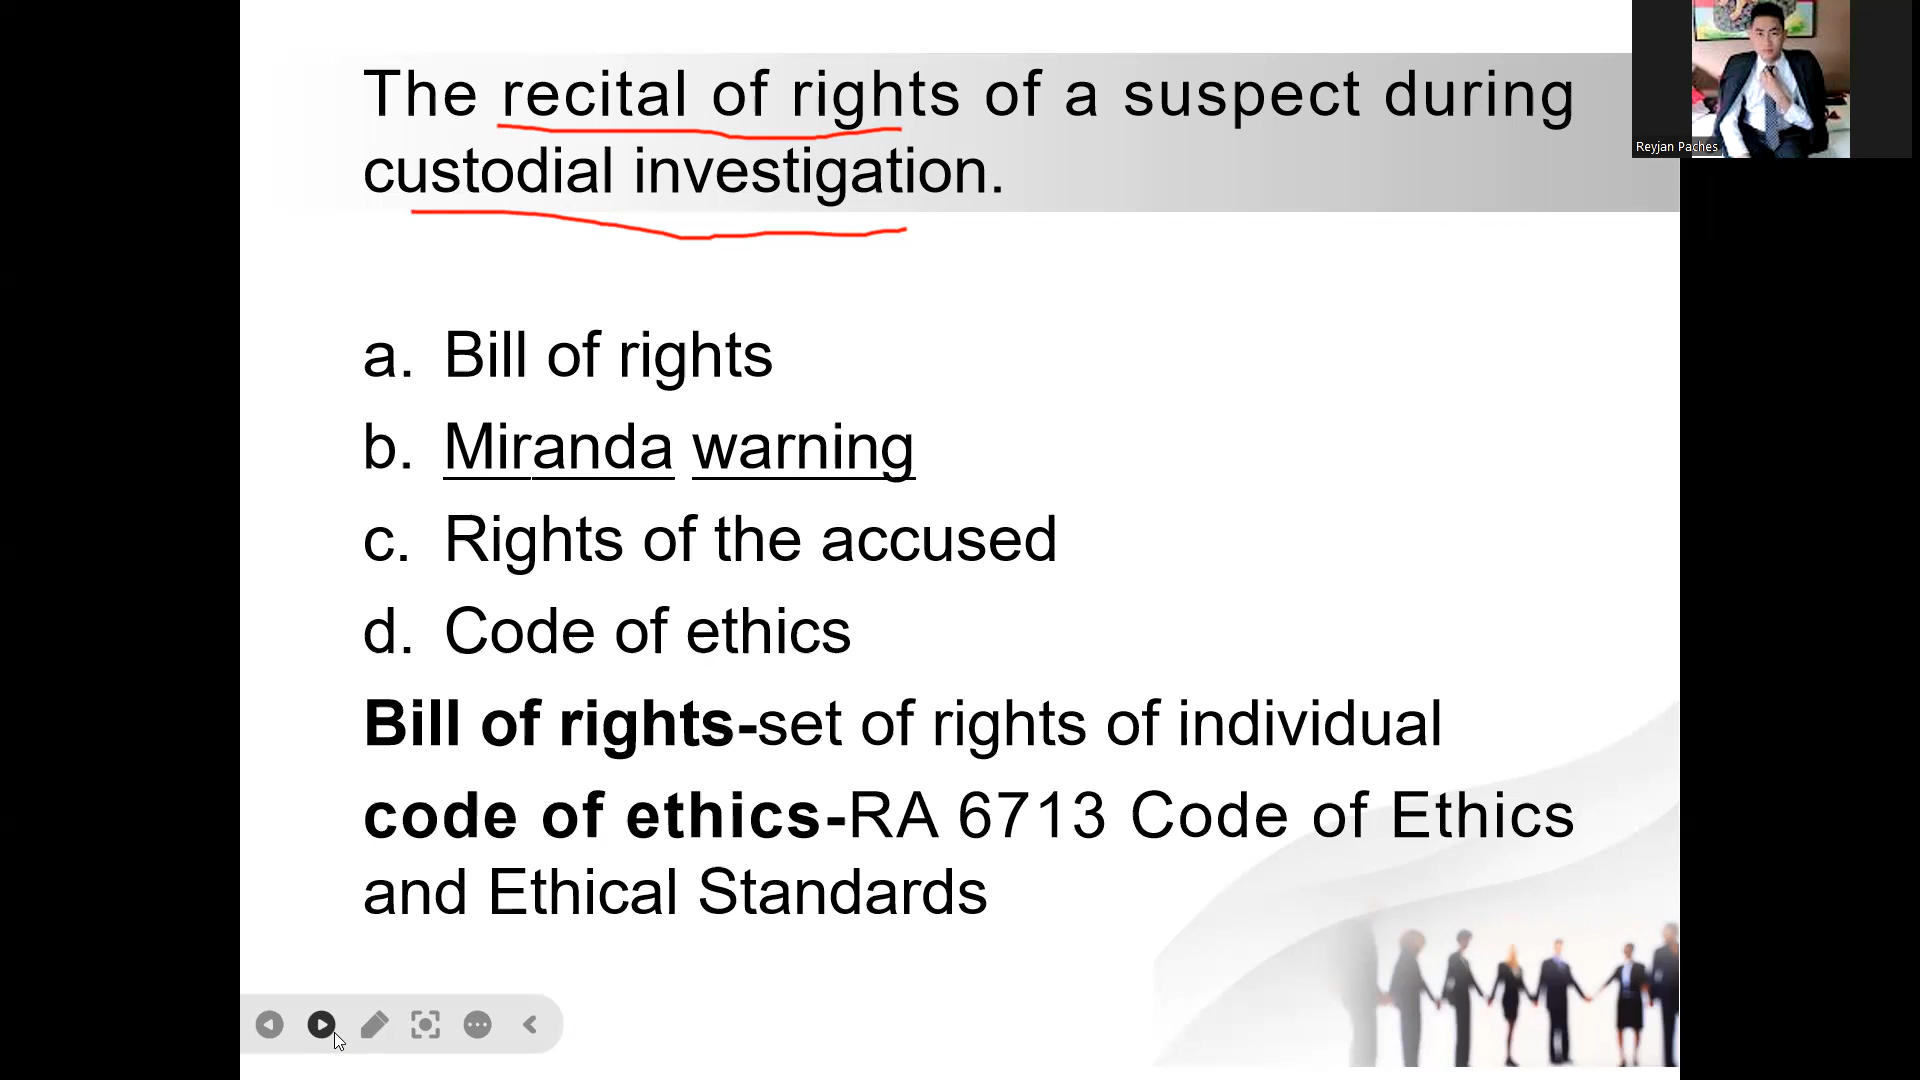 The recital of rights of a suspect during
custodial investigation.
Reyjan Paches
a. Bill of rights
b. Miranda warning
c. Rights of the accused
d. Code of ethics
Bill of rights-set of rights of individual
code of ethics-RA 6713 Code of Ethics
and Ethical Standards